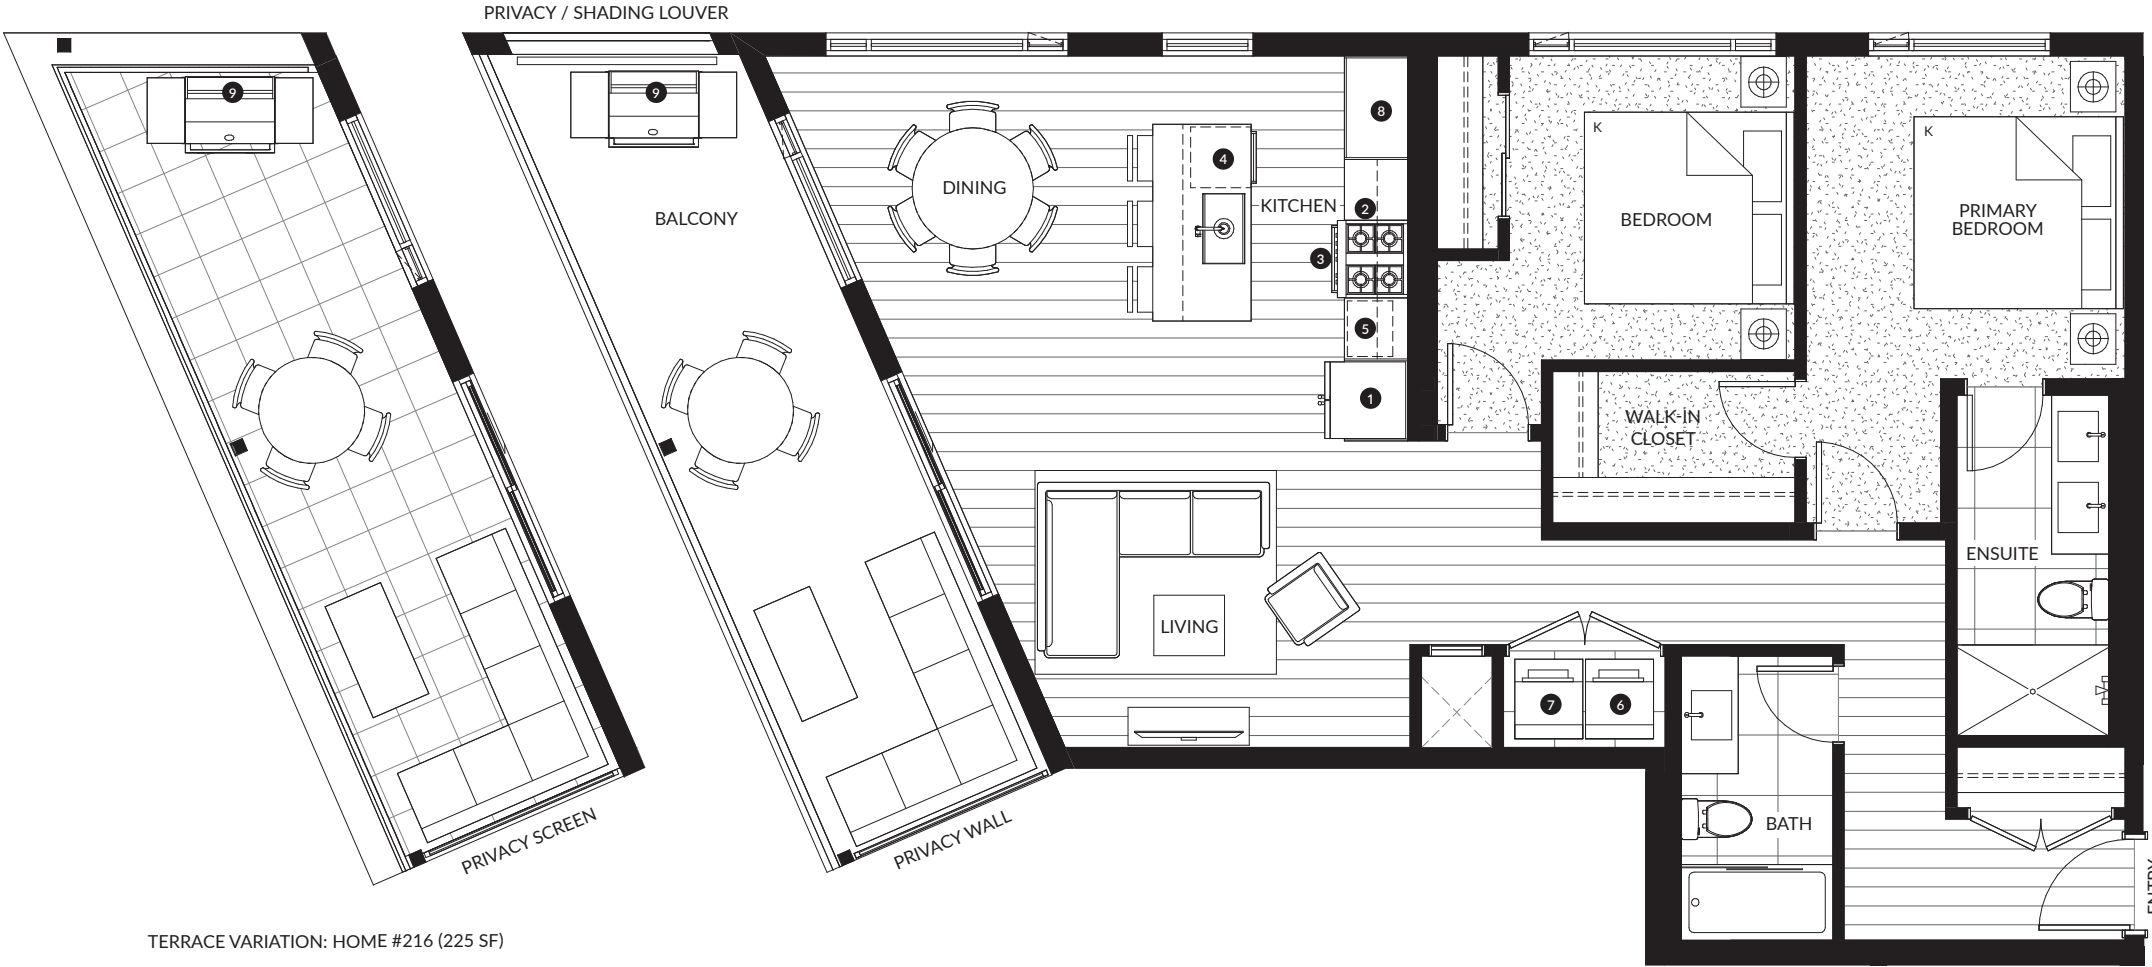 PRIVACY / SHADING LOUVER
9
9
BALCONY
DINING
4
KITCHEN
8
2
3
5
1
K
BEDROOM
K
PRIMARY
BEDROOM
WALK-IN
CLOSET
ENSUITE
LIVING
7
6
BATH
ENTRY
PRIVACY SCREEN
PRIVACY WALL
TERRACE VARIATION: HOME #216 (225 SF)